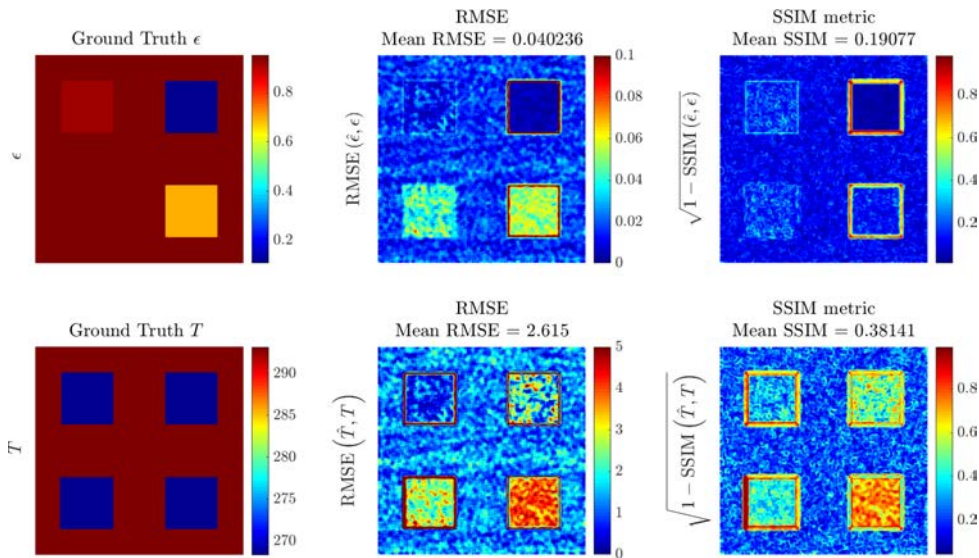 Ground Truth ϵ
RMSE
Mean RMSE = 0.040236
SSIM metric
Mean SSIM = 0.19077
ϵ
0.8
0.6
0.4
0.2
RMSE (ϵ̂, ϵ)
0.1
0.08
0.06
0.04
0.02
0
√1 − SSIM (ϵ̂, ϵ)
0.8
0.6
0.4
0.2
Ground Truth T
RMSE
Mean RMSE = 2.615
SSIM metric
Mean SSIM = 0.38141
T
290
285
280
275
270
RMSE (T̂, T)
5
4
3
2
1
0
√1 − SSIM (T̂, T)
0.8
0.6
0.4
0.2